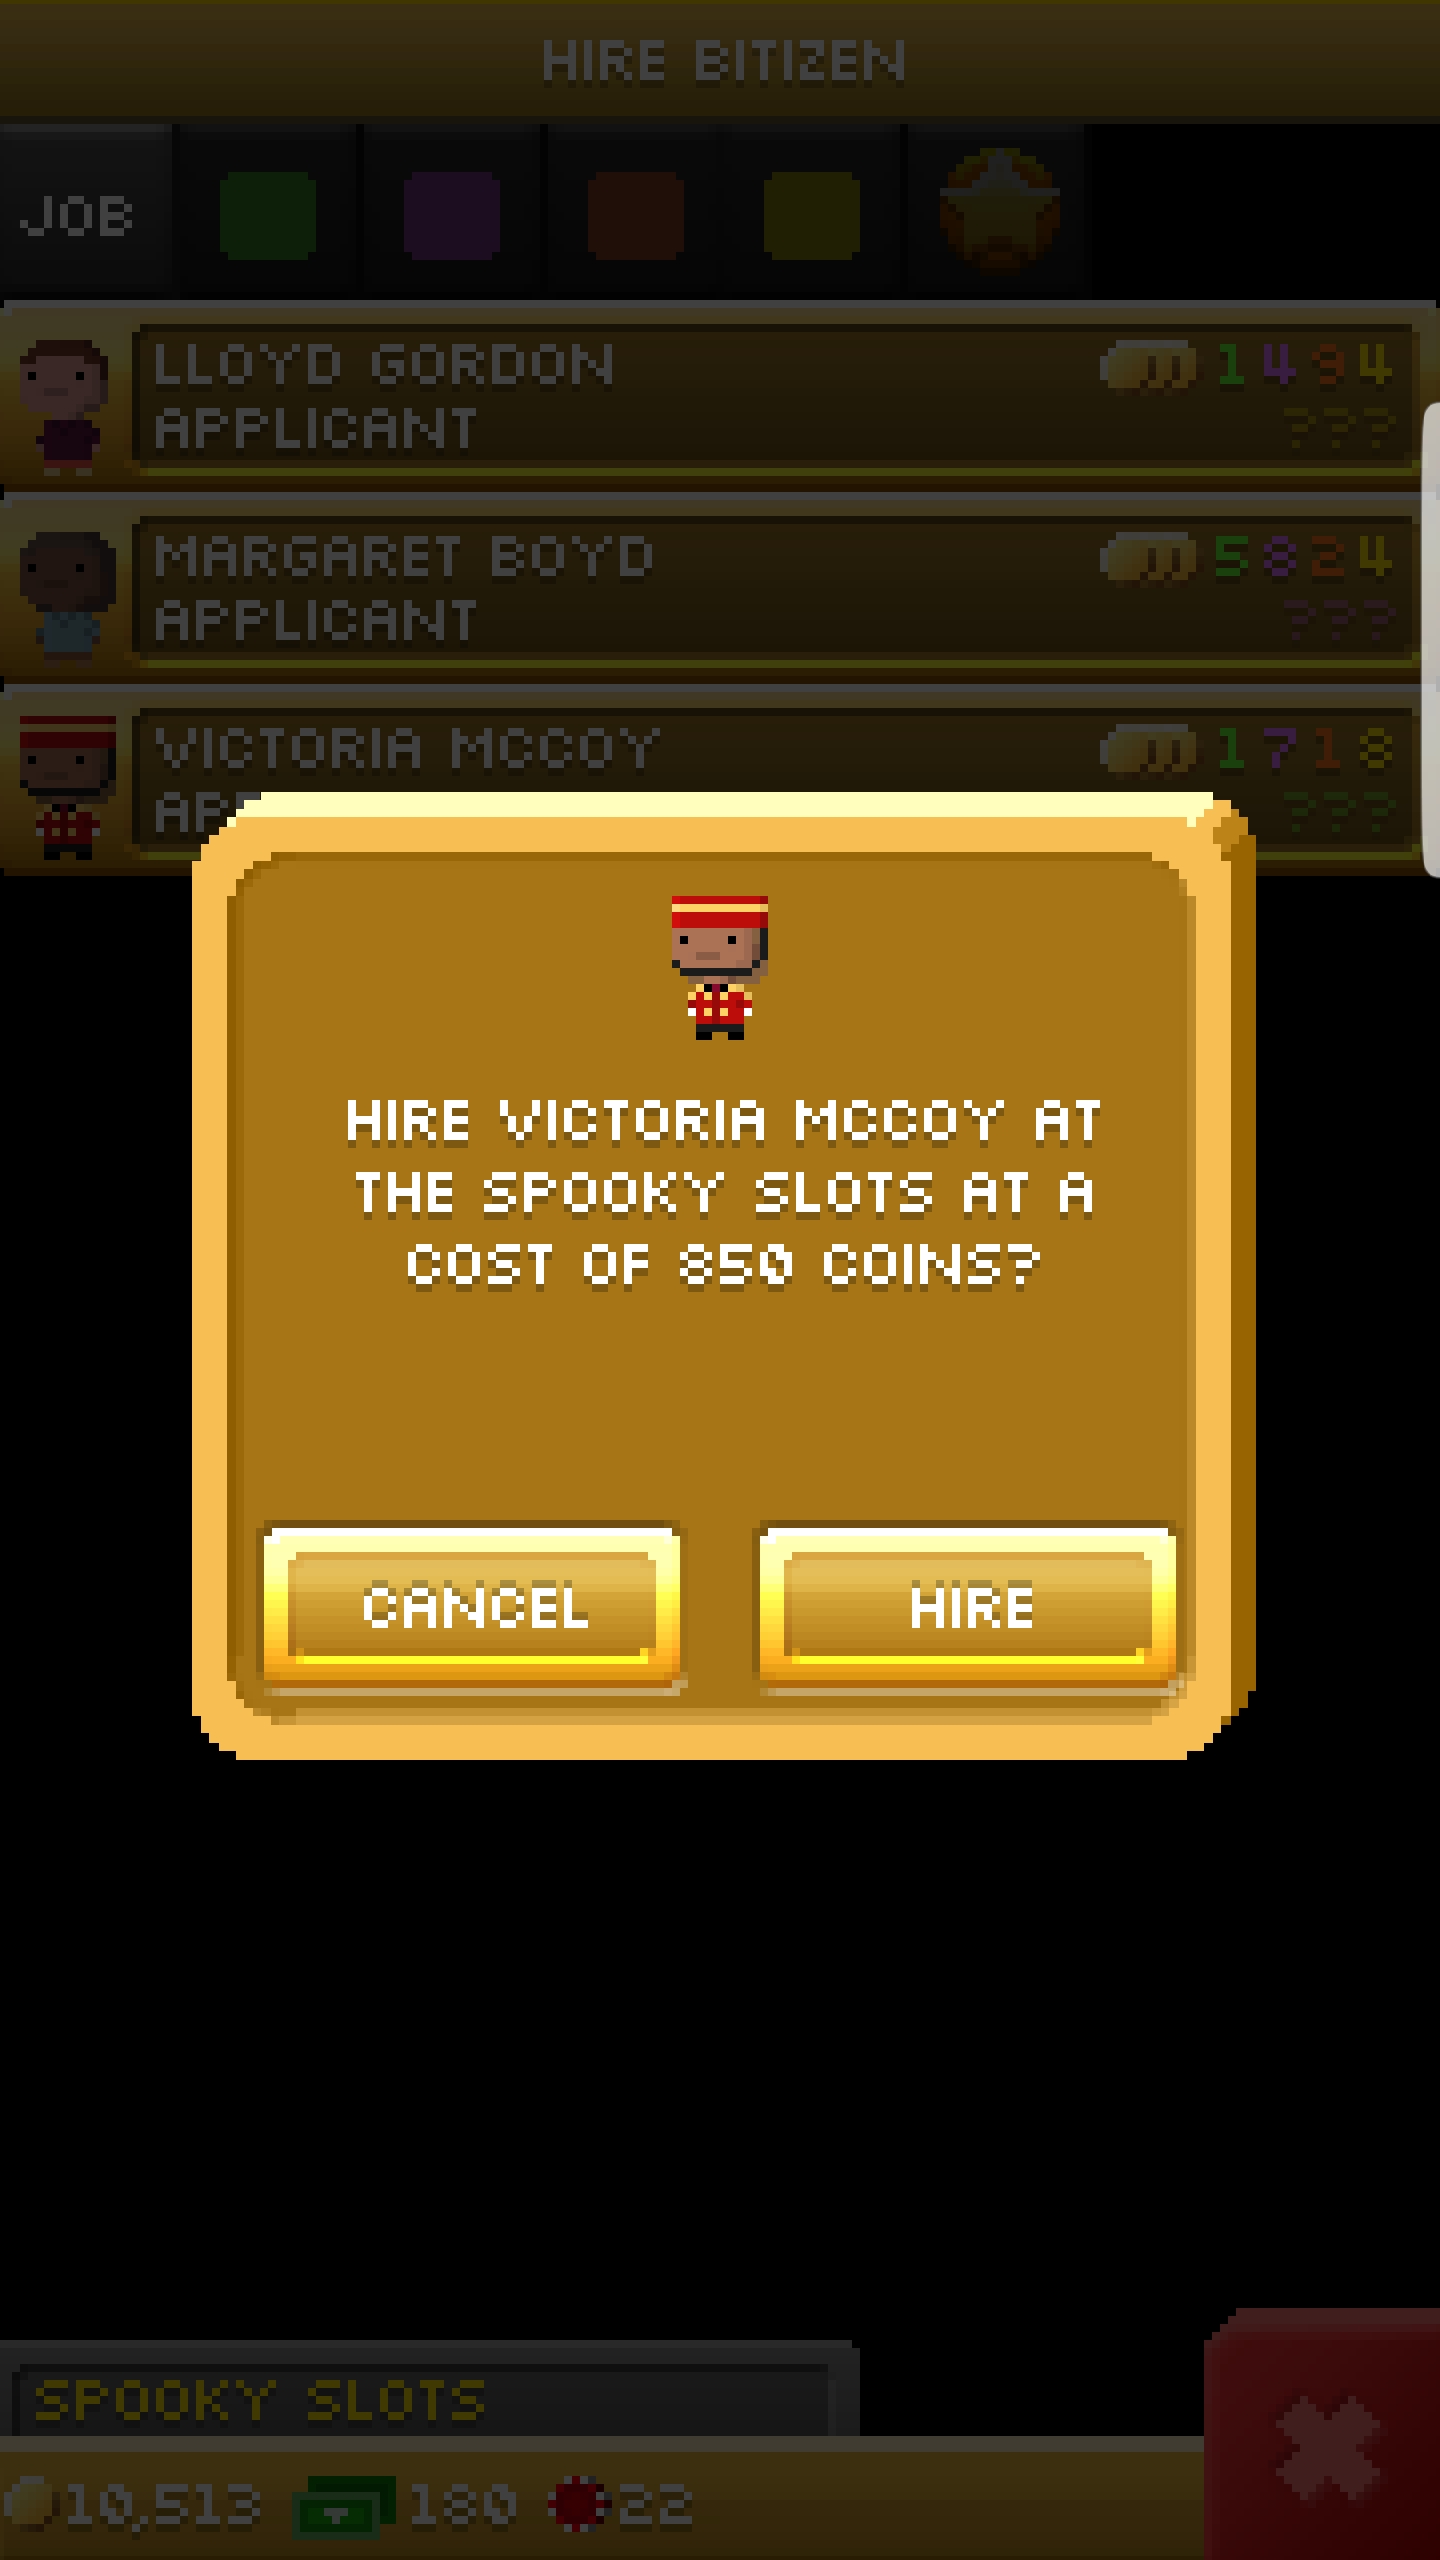 HIRE BITIZEN
JOB
LLOYD GORDON 1 4 9 4
APPLICANT ???
MARGARET BOYD 5 8 2 4
APPLICANT ???
VICTORIA MCCOY 1 7 1 8
APP ???
HIRE VICTORIA MCCOY AT
THE SPOOKY SLOTS AT A
COST OF 850 COINS?
CANCEL HIRE
SPOOKY SLOTS
10,513 180 22